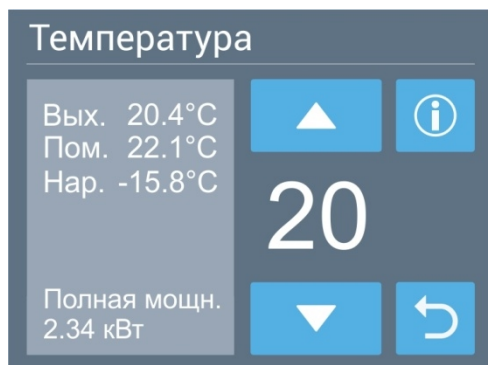 Температура
Вых. 20.4°C
Пом. 22.1°C
Нар. -15.8°C
20
Полная мощн.
2.34 кВт